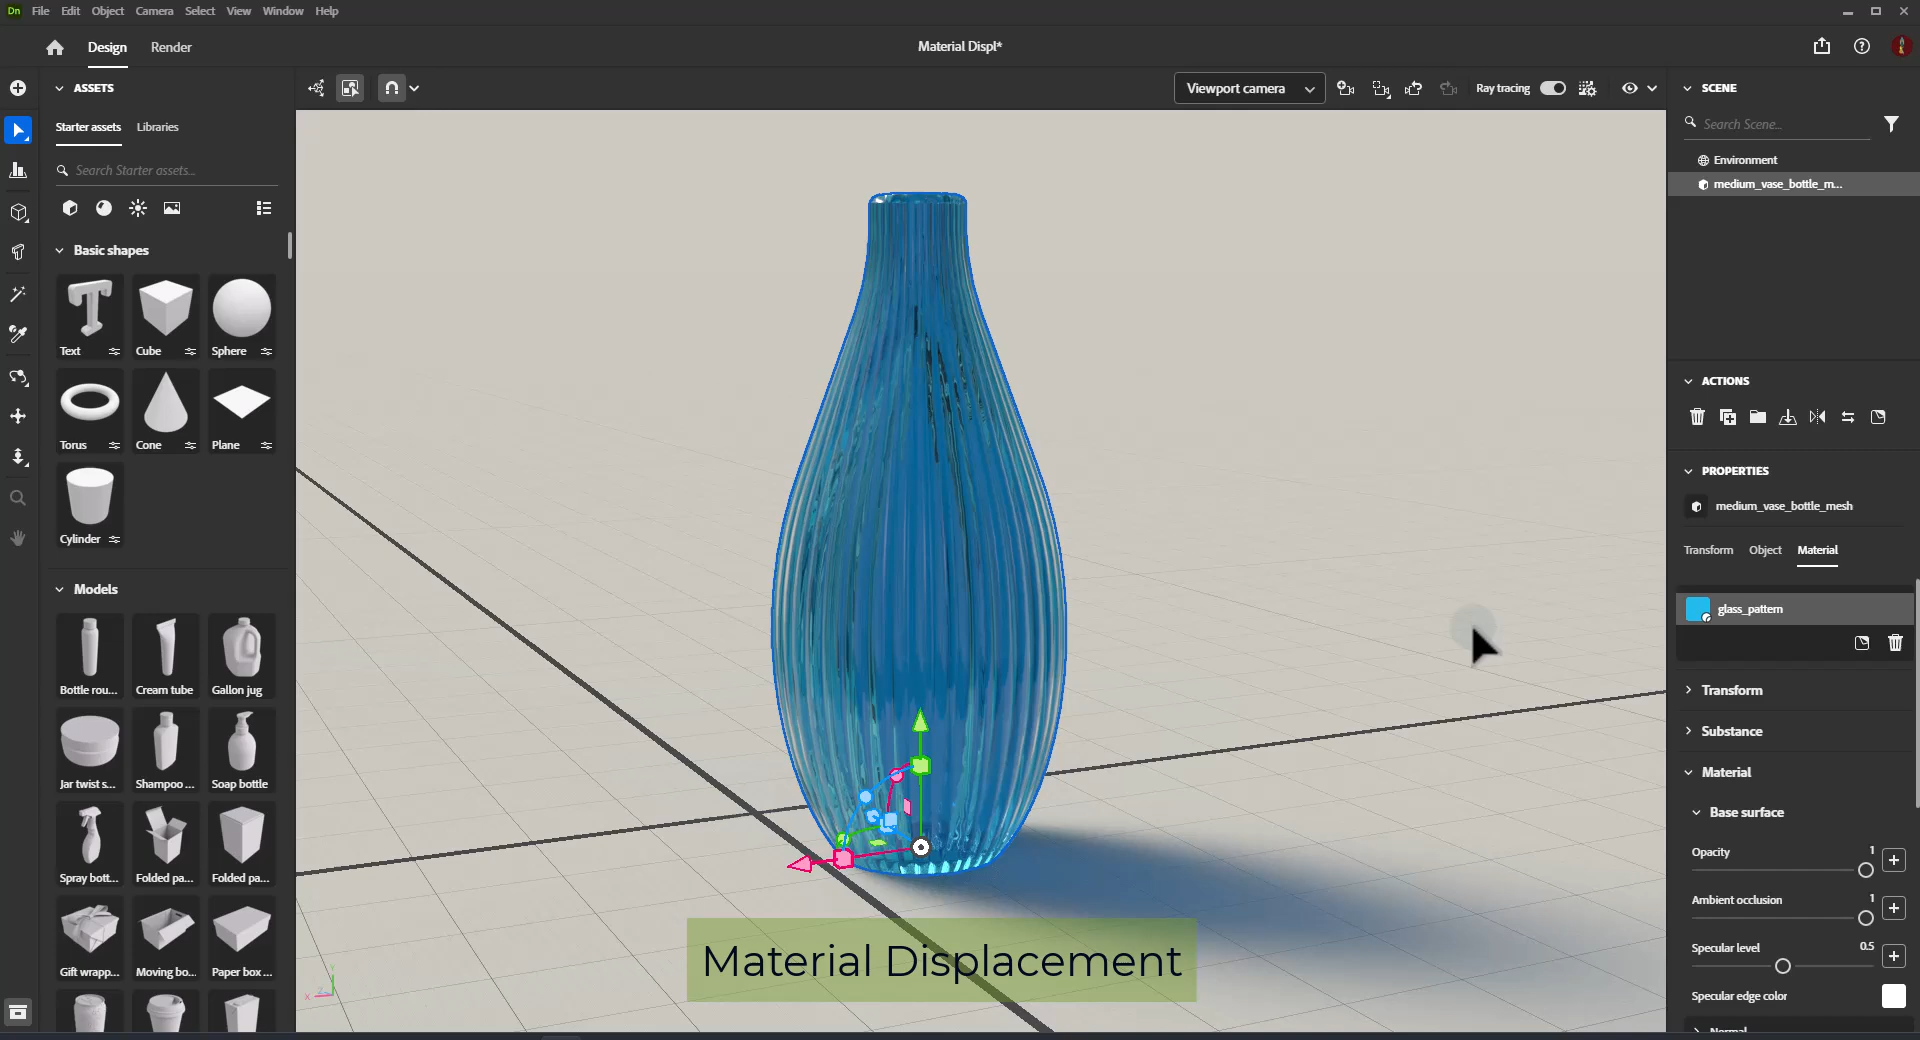 Dn File Edit Object Camera Select View Window Help
Design Render
Material Displ*
ASSETS
Starter assets Libraries
Search Starter assets...
Basic shapes
Text Cube Sphere
Torus Cone Plane
Cylinder
Models
Bottle rou... Cream tube Gallon jug
Jar twist s... Shampoo ... Soap bottle
Spray bott... Folded pa... Folded pa...
Gift wrapp... Moving bo... Paper box ...
Viewport camera
Ray tracing
Material Displacement
X
Y
Z
SCENE
Search Scene...
Environment
medium_vase_bottle_m...
ACTIONS
PROPERTIES
medium_vase_bottle_mesh
Transform Object Material
glass_pattern
Transform
Substance
Material
Base surface
Opacity 1
Ambient occlusion 1
Specular level 0.5
Specular edge color
Normal